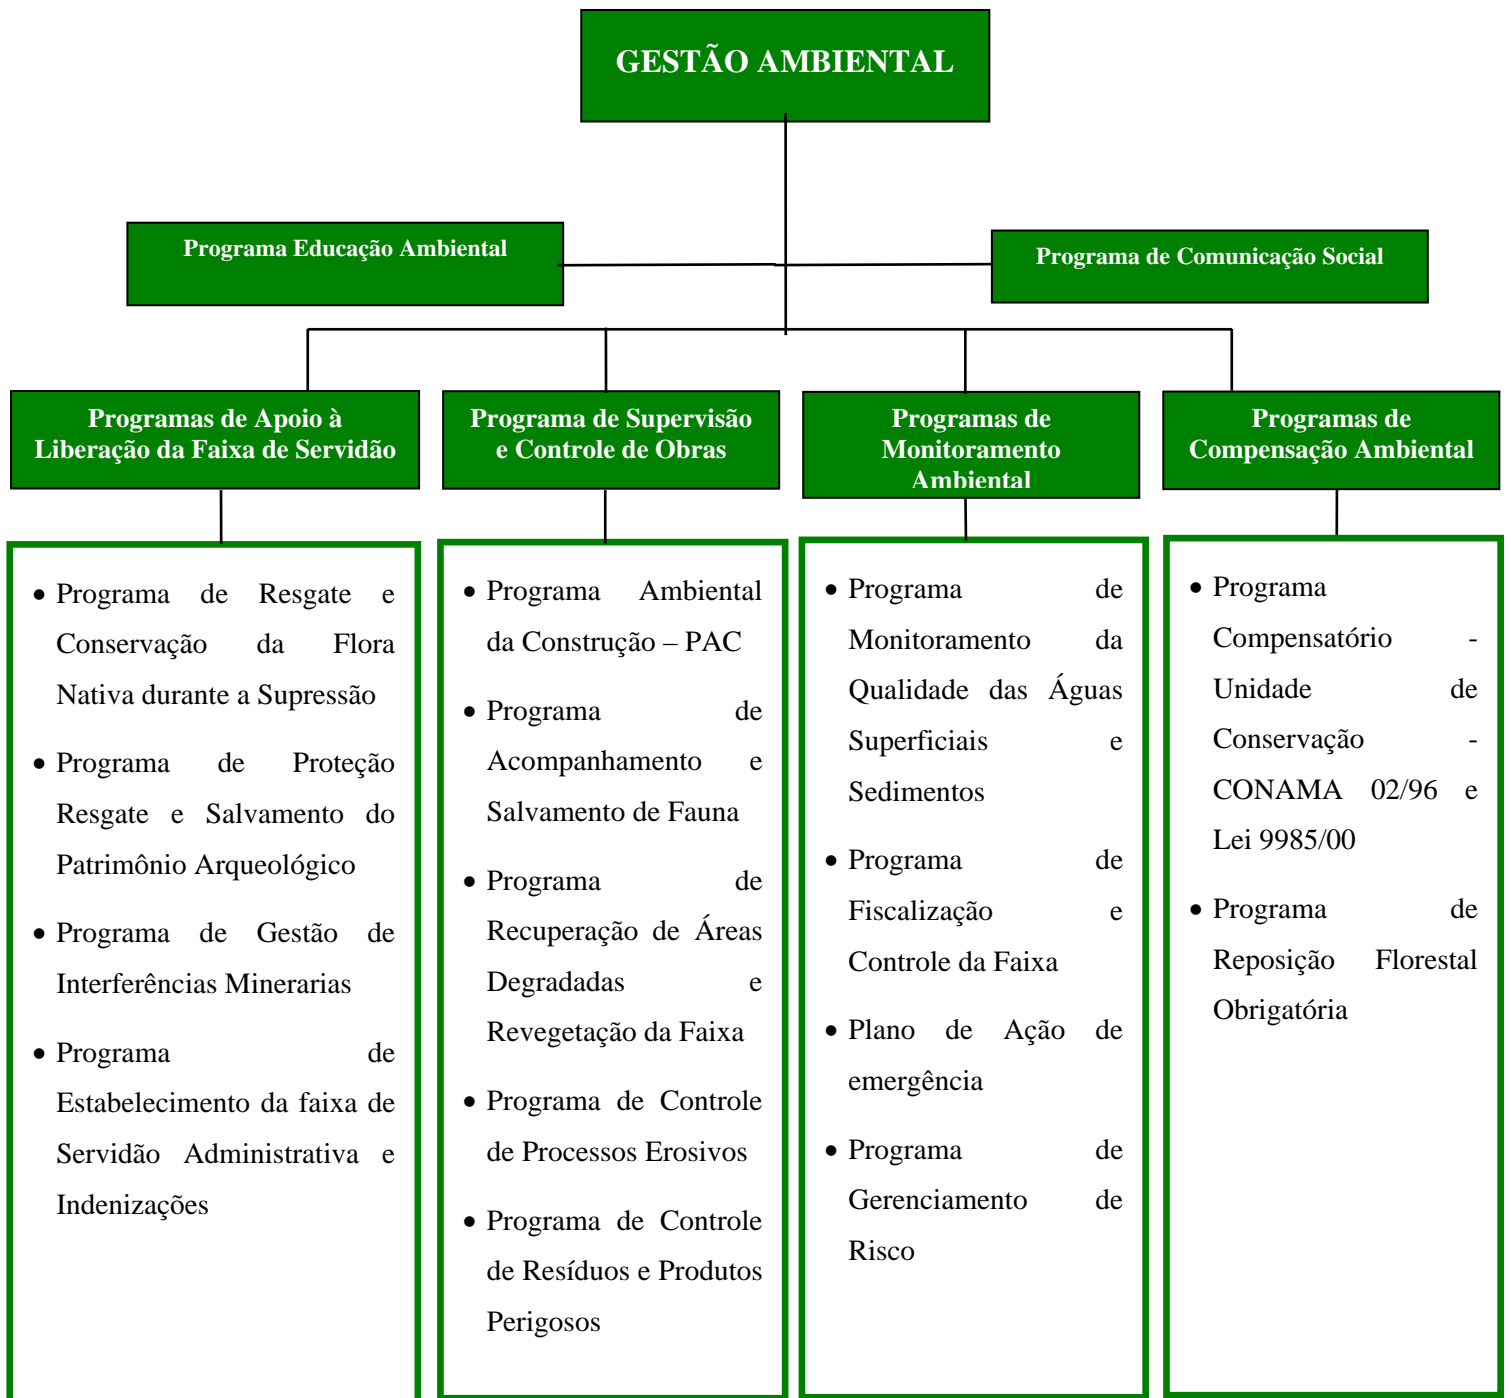 GESTÃO AMBIENTAL
Programa Educação Ambiental
Programa de Comunicação Social
Programas de Apoio à
Liberação da Faixa de Servidão
Programa de Supervisão
e Controle de Obras
Programas de
Monitoramento
Ambiental
Programas de
Compensação Ambiental
• Programa de Resgate e
Conservação da Flora
Nativa durante a Supressão
• Programa de Proteção
Resgate e Salvamento do
Patrimônio Arqueológico
• Programa de Gestão de
Interferências Minerarias
• Programa de
Estabelecimento da faixa de
Servidão Administrativa e
Indenizações
• Programa Ambiental
da Construção – PAC
• Programa de
Acompanhamento e
Salvamento de Fauna
• Programa de
Recuperação de Áreas
Degradadas e
Revegetação da Faixa
• Programa de Controle
de Processos Erosivos
• Programa de Controle
de Resíduos e Produtos
Perigosos
• Programa de
Monitoramento da
Qualidade das Águas
Superficiais e
Sedimentos
• Programa de
Fiscalização e
Controle da Faixa
• Plano de Ação de
emergência
• Programa de
Gerenciamento de
Risco
• Programa
Compensatório -
Unidade de
Conservação -
CONAMA 02/96 e
Lei 9985/00
• Programa de
Reposição Florestal
Obrigatória